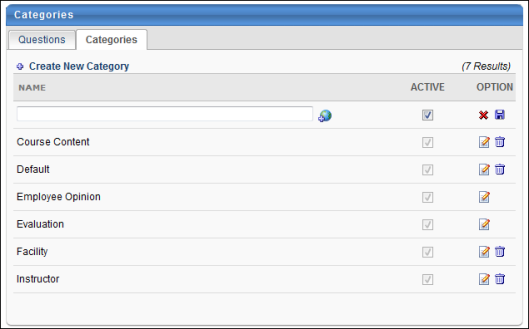 Categories
Questions Categories
Create New Category (7 Results)
NAME ACTIVE OPTION
Course Content
Default
Employee Opinion
Evaluation
Facility
Instructor